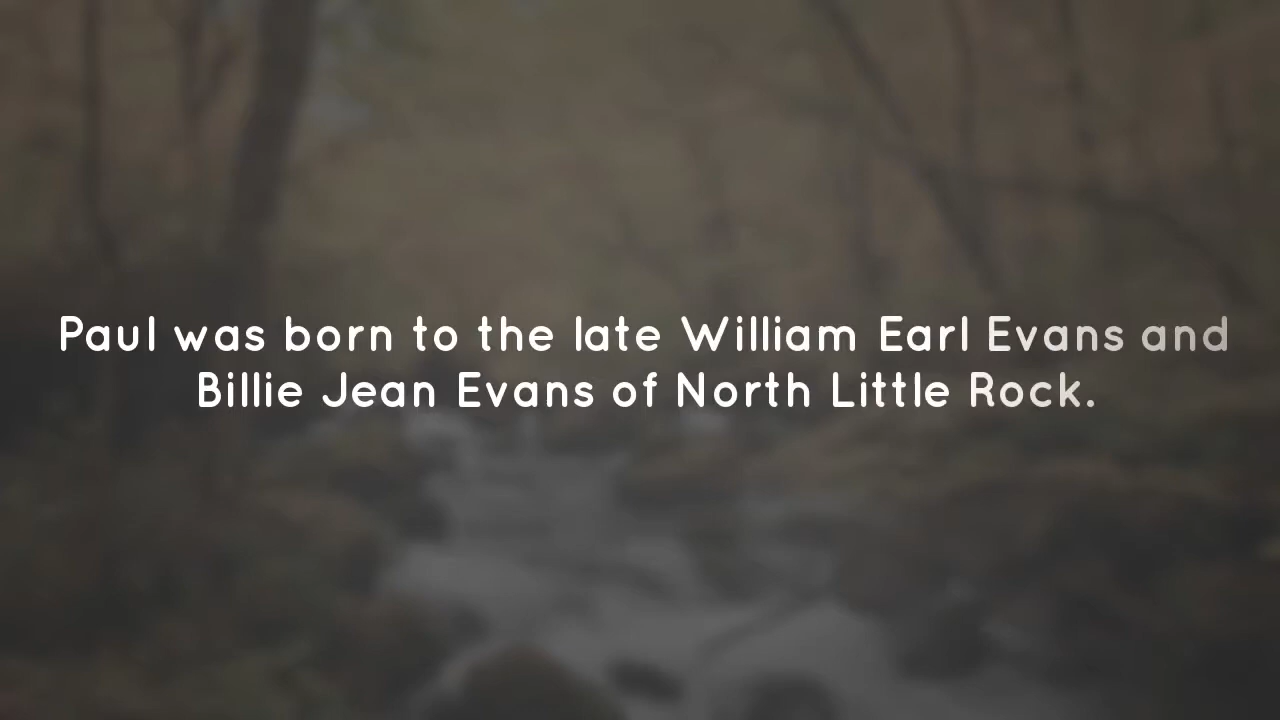 Paul was born to the late William Earl Evans and
Billie Jean Evans of North Little Rock.